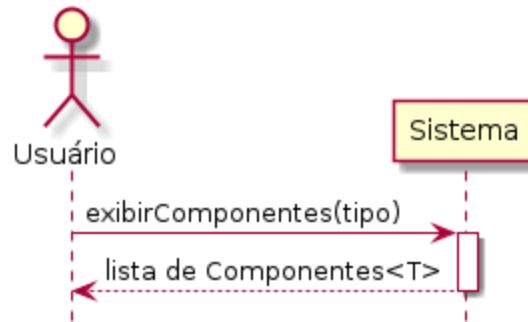 Usuário
Sistema
exibirComponentes(tipo)
lista de Componentes<T>